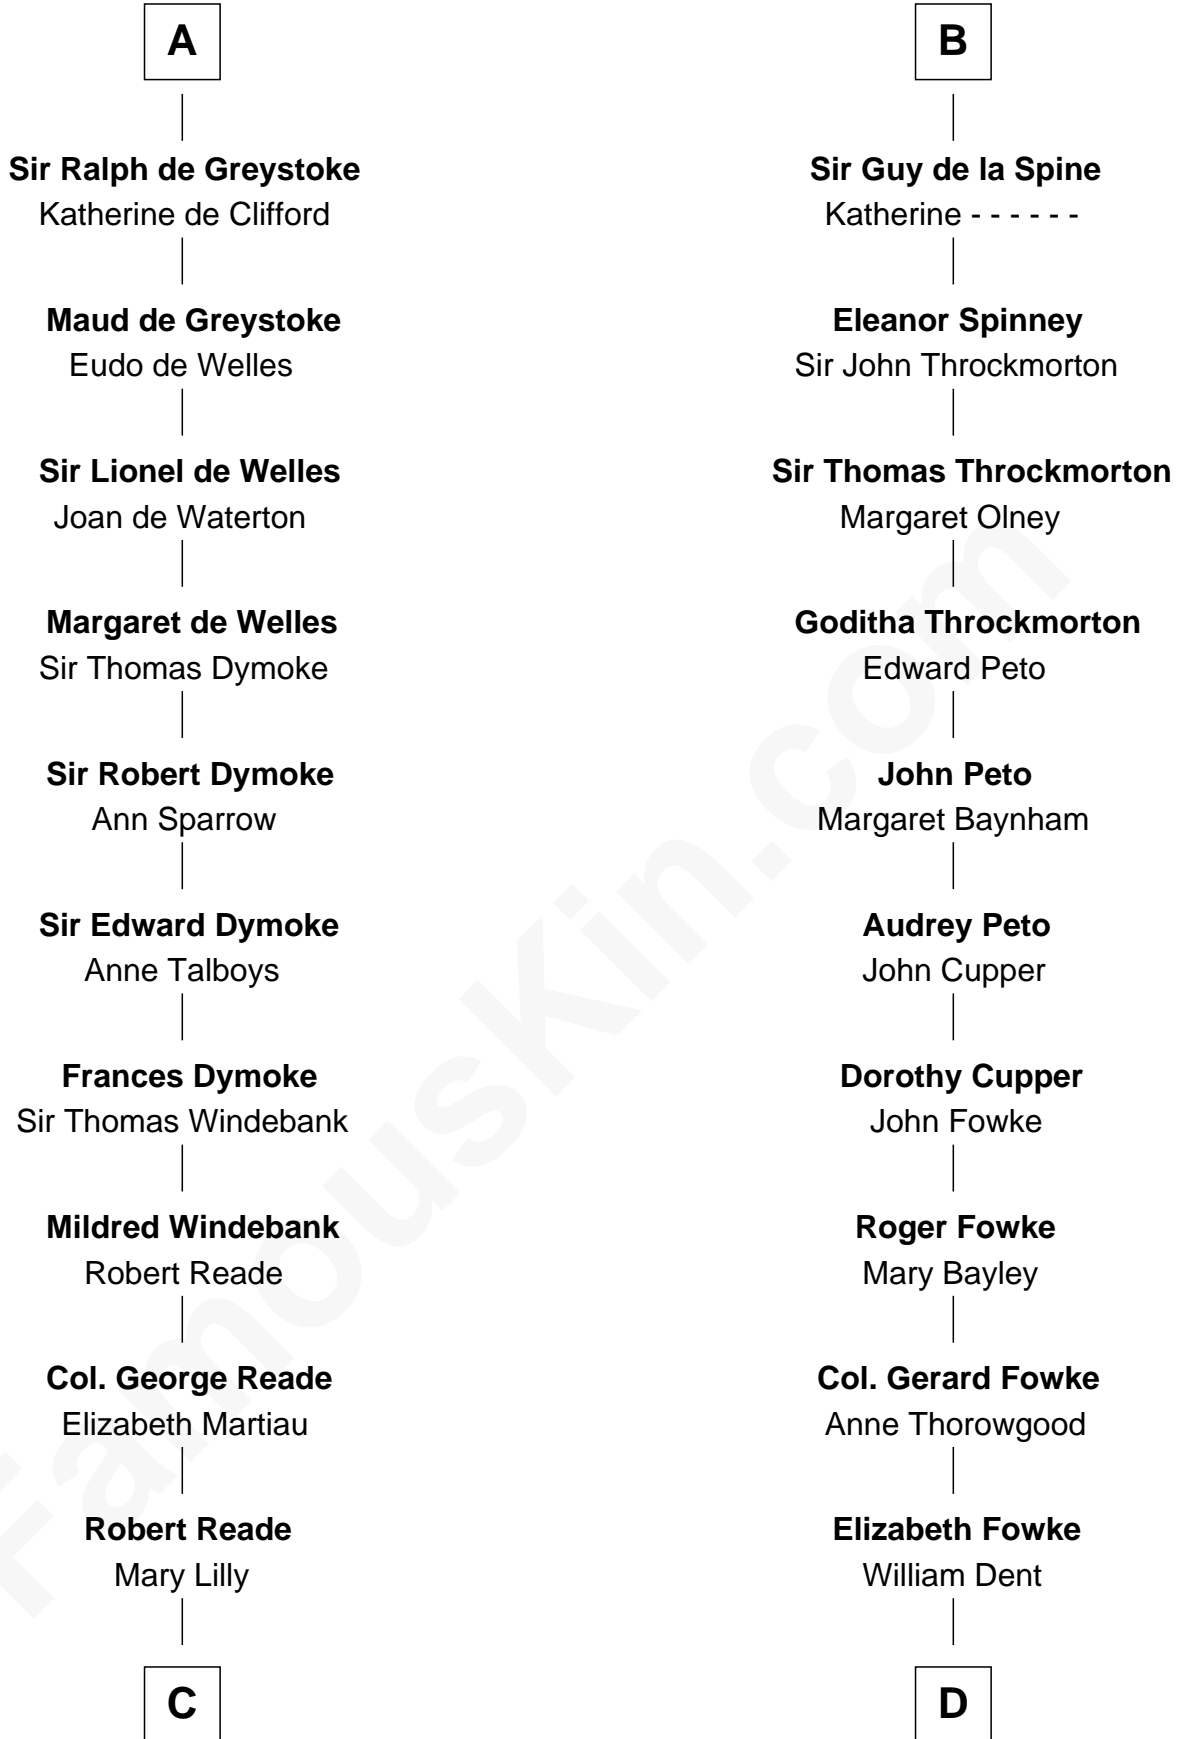 A
Sir Ralph de Greystoke
Katherine de Clifford
Maud de Greystoke
Eudo de Welles
Sir Lionel de Welles
Joan de Waterton
Margaret de Welles
Sir Thomas Dymoke
Sir Robert Dymoke
Ann Sparrow
Sir Edward Dymoke
Anne Talboys
Frances Dymoke
Sir Thomas Windebank
Mildred Windebank
Robert Reade
Col. George Reade
Elizabeth Martiau
Robert Reade
Mary Lilly
C
B
Sir Guy de la Spine
Katherine - - - - - -
Eleanor Spinney
Sir John Throckmorton
Sir Thomas Throckmorton
Margaret Olney
Goditha Throckmorton
Edward Peto
John Peto
Margaret Baynham
Audrey Peto
John Cupper
Dorothy Cupper
John Fowke
Roger Fowke
Mary Bayley
Col. Gerard Fowke
Anne Thorowgood
Elizabeth Fowke
William Dent
D
FamousKin.com